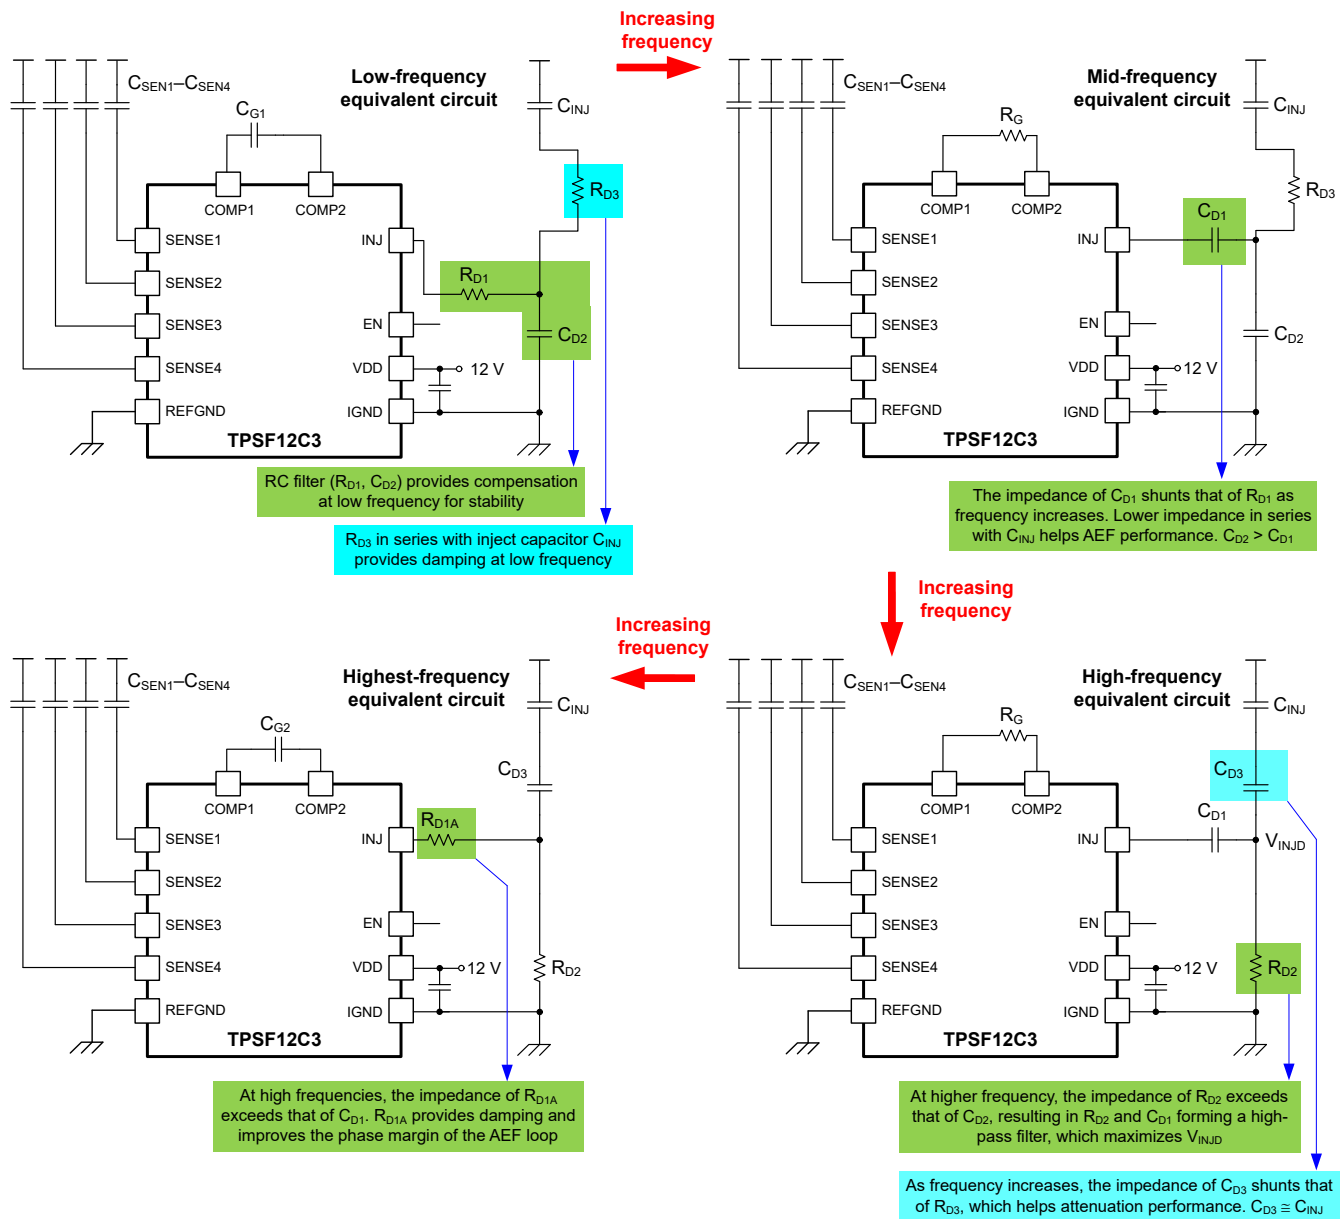 Increasing
frequency
Low-frequency
equivalent circuit
CSEN1–CSEN4
CG1
CINJ
RD3
COMP1
COMP2
SENSE1
SENSE2
SENSE3
SENSE4
REFGND
INJ
EN
VDD
IGND
RD1
CD2
12 V
TPSF12C3
RC filter (RD1, CD2) provides compensation
at low frequency for stability
RD3 in series with inject capacitor CINJ
provides damping at low frequency
Mid-frequency
equivalent circuit
CSEN1–CSEN4
RG
CINJ
RD3
CD1
COMP1
COMP2
SENSE1
SENSE2
SENSE3
SENSE4
REFGND
INJ
EN
VDD
IGND
CD2
12 V
TPSF12C3
The impedance of CD1 shunts that of RD1 as
frequency increases. Lower impedance in series
with CINJ helps AEF performance. CD2 > CD1
Increasing
frequency
High-frequency
equivalent circuit
CSEN1–CSEN4
RG
CINJ
CD3
CD1
VINJD
COMP1
COMP2
SENSE1
SENSE2
SENSE3
SENSE4
REFGND
INJ
EN
VDD
IGND
RD2
12 V
TPSF12C3
At higher frequency, the impedance of RD2 exceeds
that of CD2, resulting in RD2 and CD1 forming a high-
pass filter, which maximizes VINJD
As frequency increases, the impedance of CD3 shunts that
of RD3, which helps attenuation performance. CD3 ≅ CINJ
Increasing
frequency
Highest-frequency
equivalent circuit
CSEN1–CSEN4
CG2
CINJ
CD3
COMP1
COMP2
SENSE1
SENSE2
SENSE3
SENSE4
REFGND
INJ
EN
VDD
IGND
RD1A
RD2
12 V
TPSF12C3
At high frequencies, the impedance of RD1A
exceeds that of CD1. RD1A provides damping and
improves the phase margin of the AEF loop